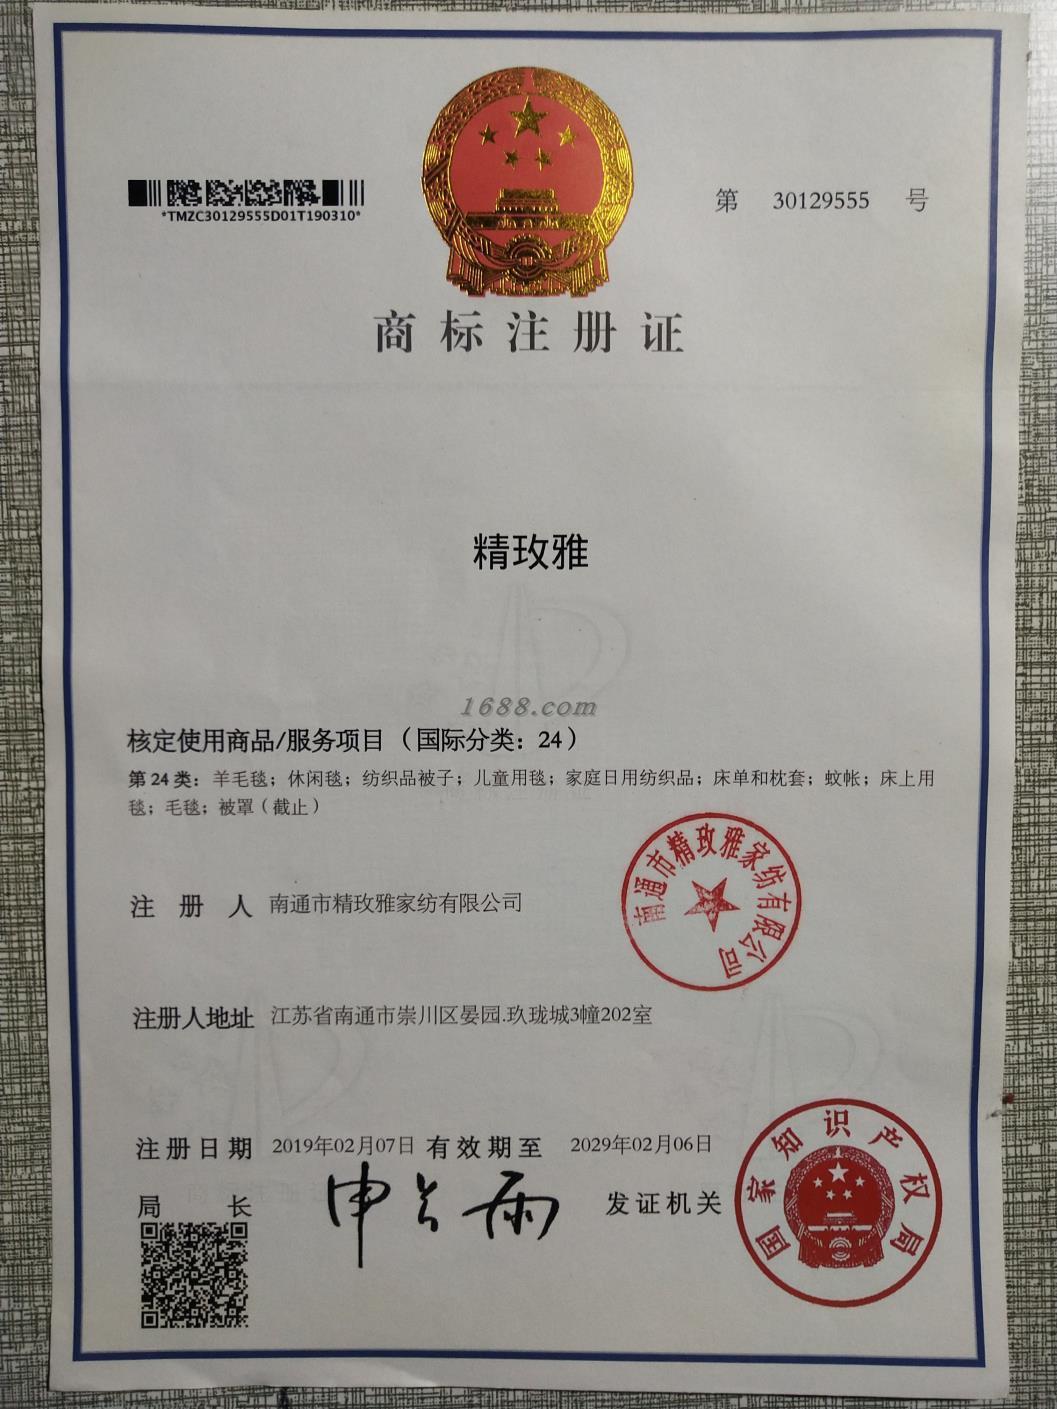 *TMZC30129555D01T190310*
第 30129555 号
商标注册证
精玫雅
1688.com
核定使用商品/服务项目（国际分类：24）
第24类：羊毛毯；休闲毯；纺织品被子；儿童用毯；家庭日用纺织品；床单和枕套；蚊帐；床上用
毯；毛毯；被罩（截止）
南通市精玫雅家纺有限公司
注册人 南通市精玫雅家纺有限公司
注册人地址 江苏省南通市崇川区晏园.玖珑城3幢202室
注册日期 2019年02月07日 有效期至 2029年02月06日
局长 申长雨 发证机关
国家知识产权局